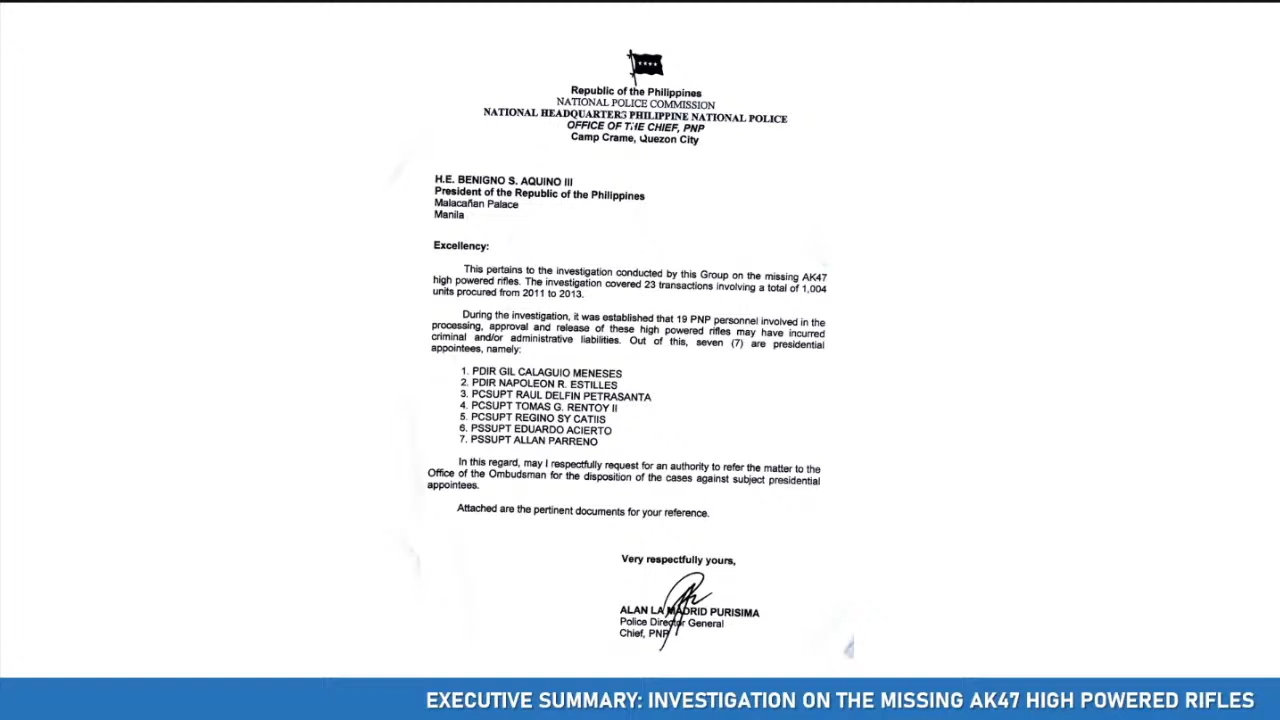 Republic of the Philippines
NATIONAL POLICE COMMISSION
NATIONAL HEADQUARTERS PHILIPPINE NATIONAL POLICE
OFFICE OF THE CHIEF, PNP
Camp Crame, Quezon City
H.E. BENIGNO S. AQUINO III
President of the Republic of the Philippines
Malacañan Palace
Manila
Excellency:
This pertains to the investigation conducted by this Group on the missing AK47
high powered rifles. The investigation covered 23 transactions involving a total of 1,004
units procured from 2011 to 2013.
During the investigation, it was established that 19 PNP personnel involved in the
processing, approval and release of these high powered rifles may have incurred
criminal and/or administrative liabilities. Out of this, seven (7) are presidential
appointees, namely:
1. PDIR GIL CALAGUIO MENESES
2. PDIR NAPOLEON R. ESTILLES
3. PCSUPT RAUL DELFIN PETRASANTA
4. PCSUPT TOMAS G. RENTOY II
5. PCSUPT REGINO SY CATIIS
6. PSSUPT EDUARDO ACIERTO
7. PSSUPT ALLAN PARRENO
In this regard, may I respectfully request for an authority to refer the matter to the
Office of the Ombudsman for the disposition of the cases against subject presidential
appointees.
Attached are the pertinent documents for your reference.
Very respectfully yours,
ALAN LA MADRID PURISIMA
Police Director General
Chief, PNP
EXECUTIVE SUMMARY: INVESTIGATION ON THE MISSING AK47 HIGH POWERED RIFLES